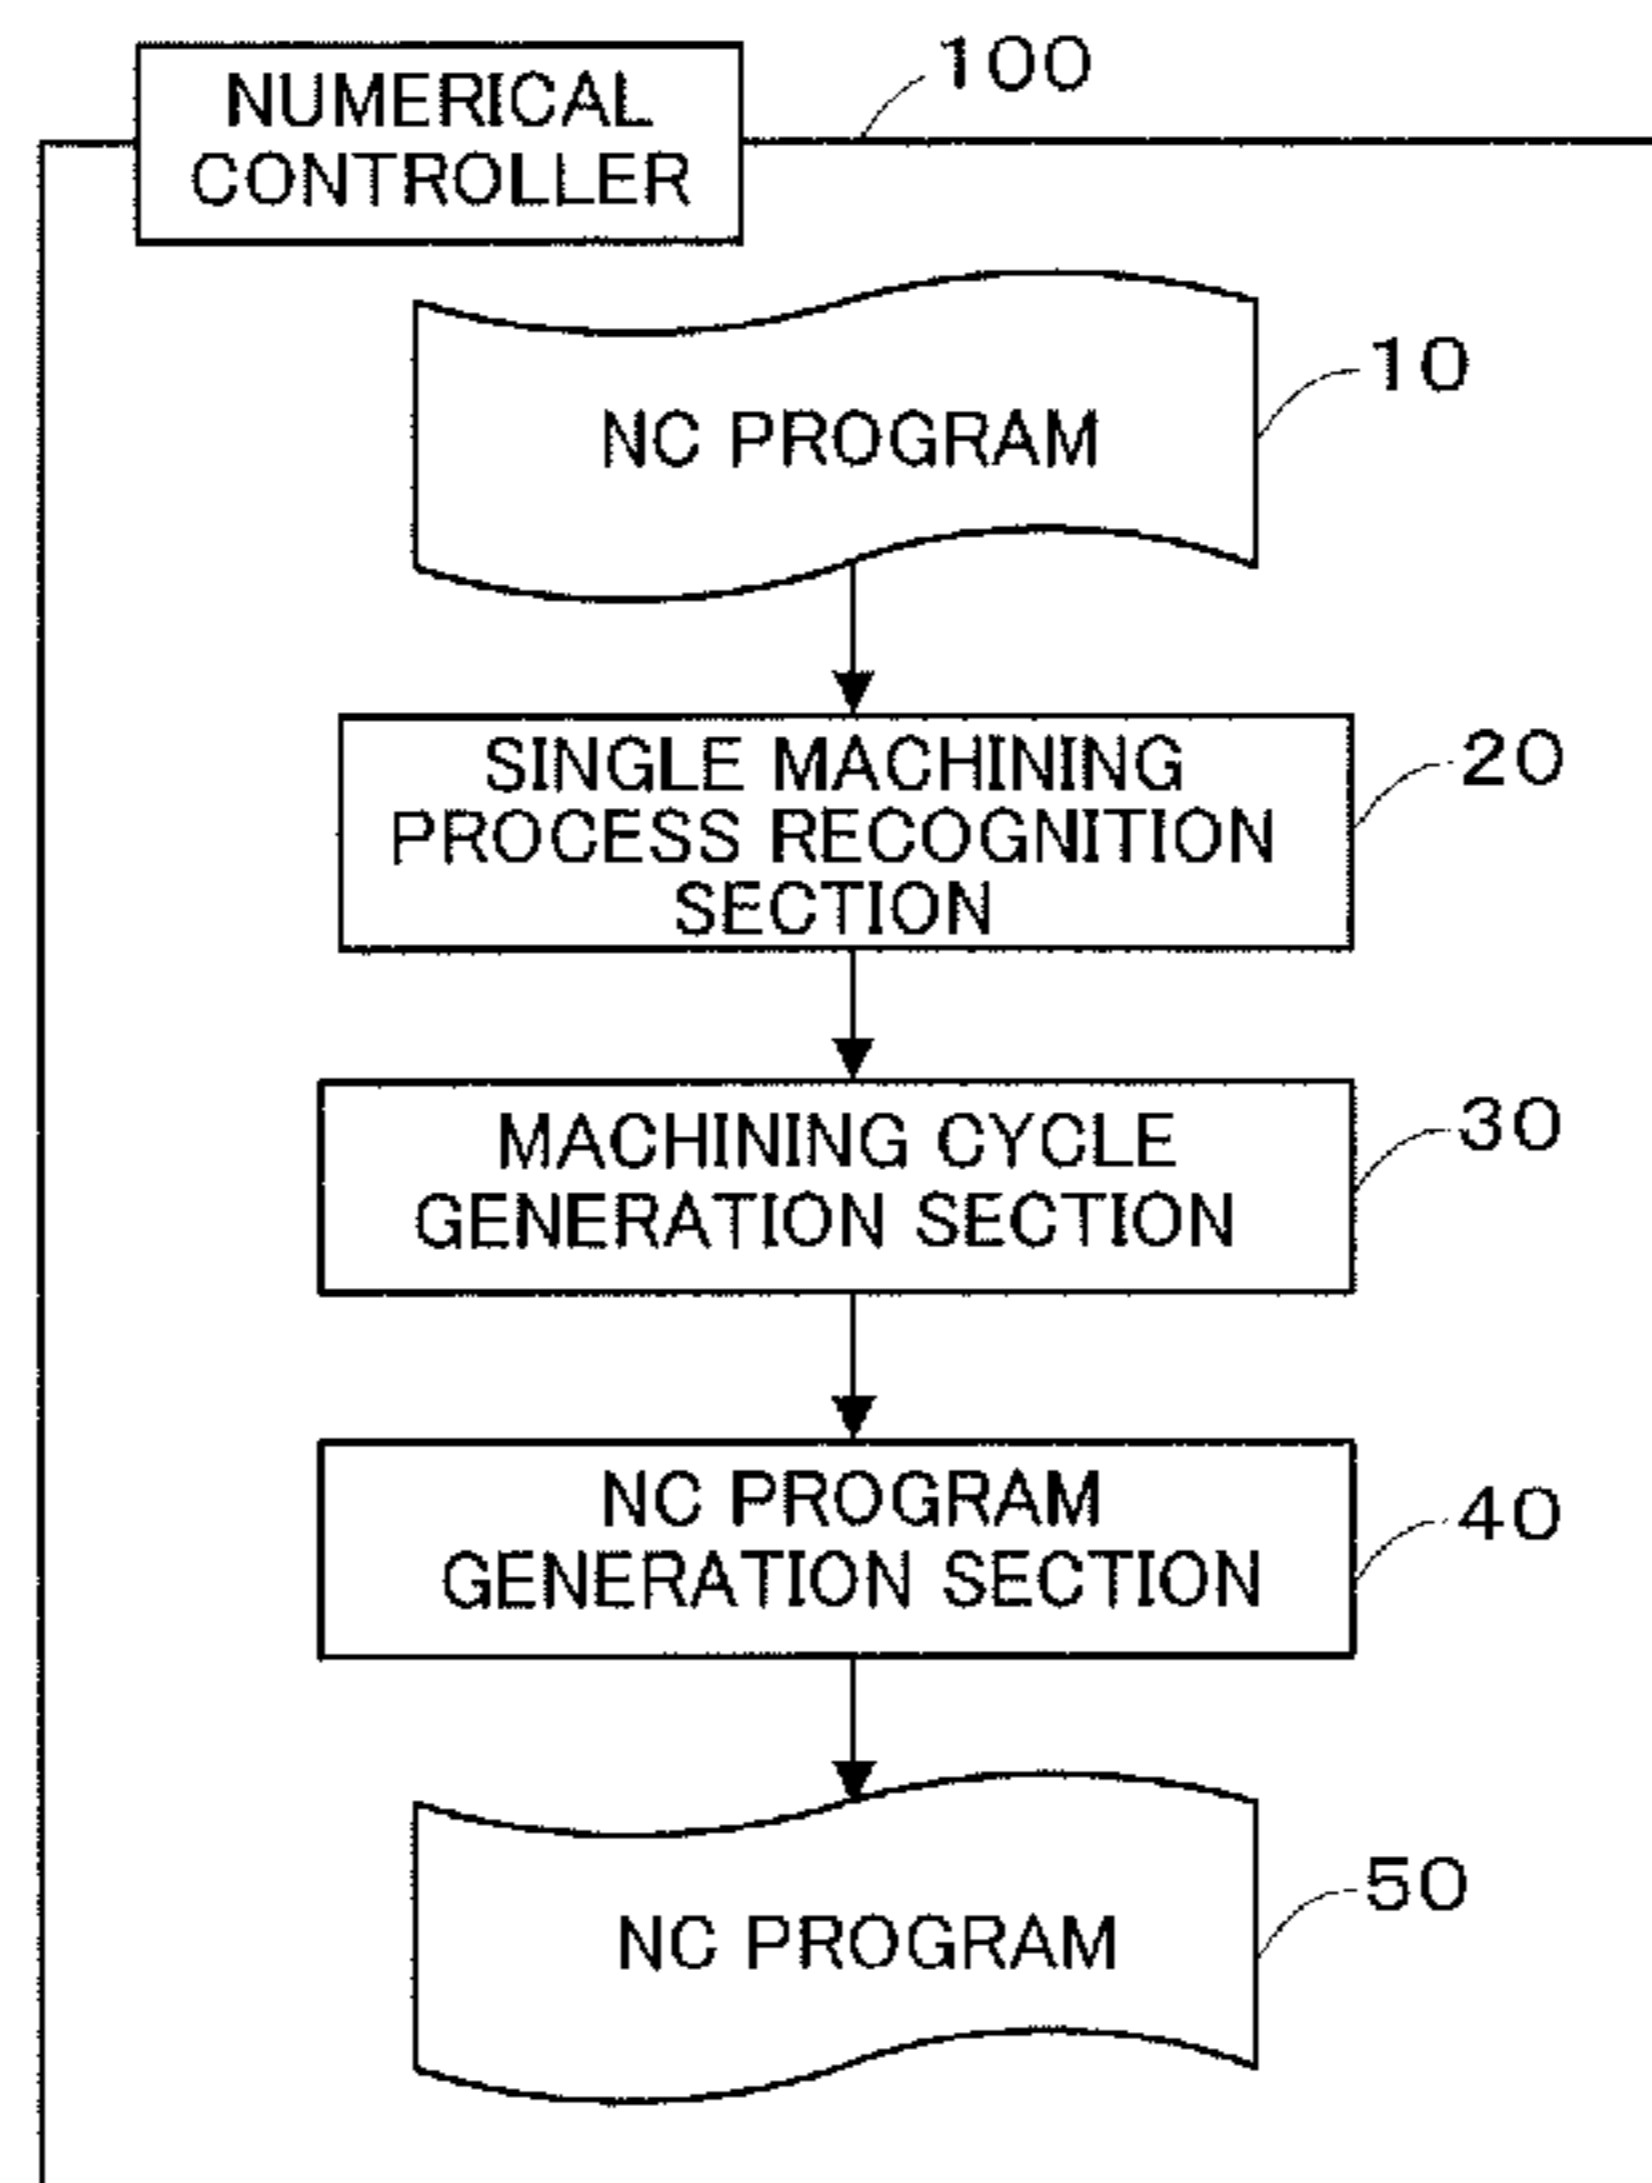 NUMERICAL
CONTROLLER
100
NC PROGRAM
10
SINGLE MACHINING
PROCESS RECOGNITION
SECTION
20
MACHINING CYCLE
GENERATION SECTION
30
NC PROGRAM
GENERATION SECTION
40
NC PROGRAM
50